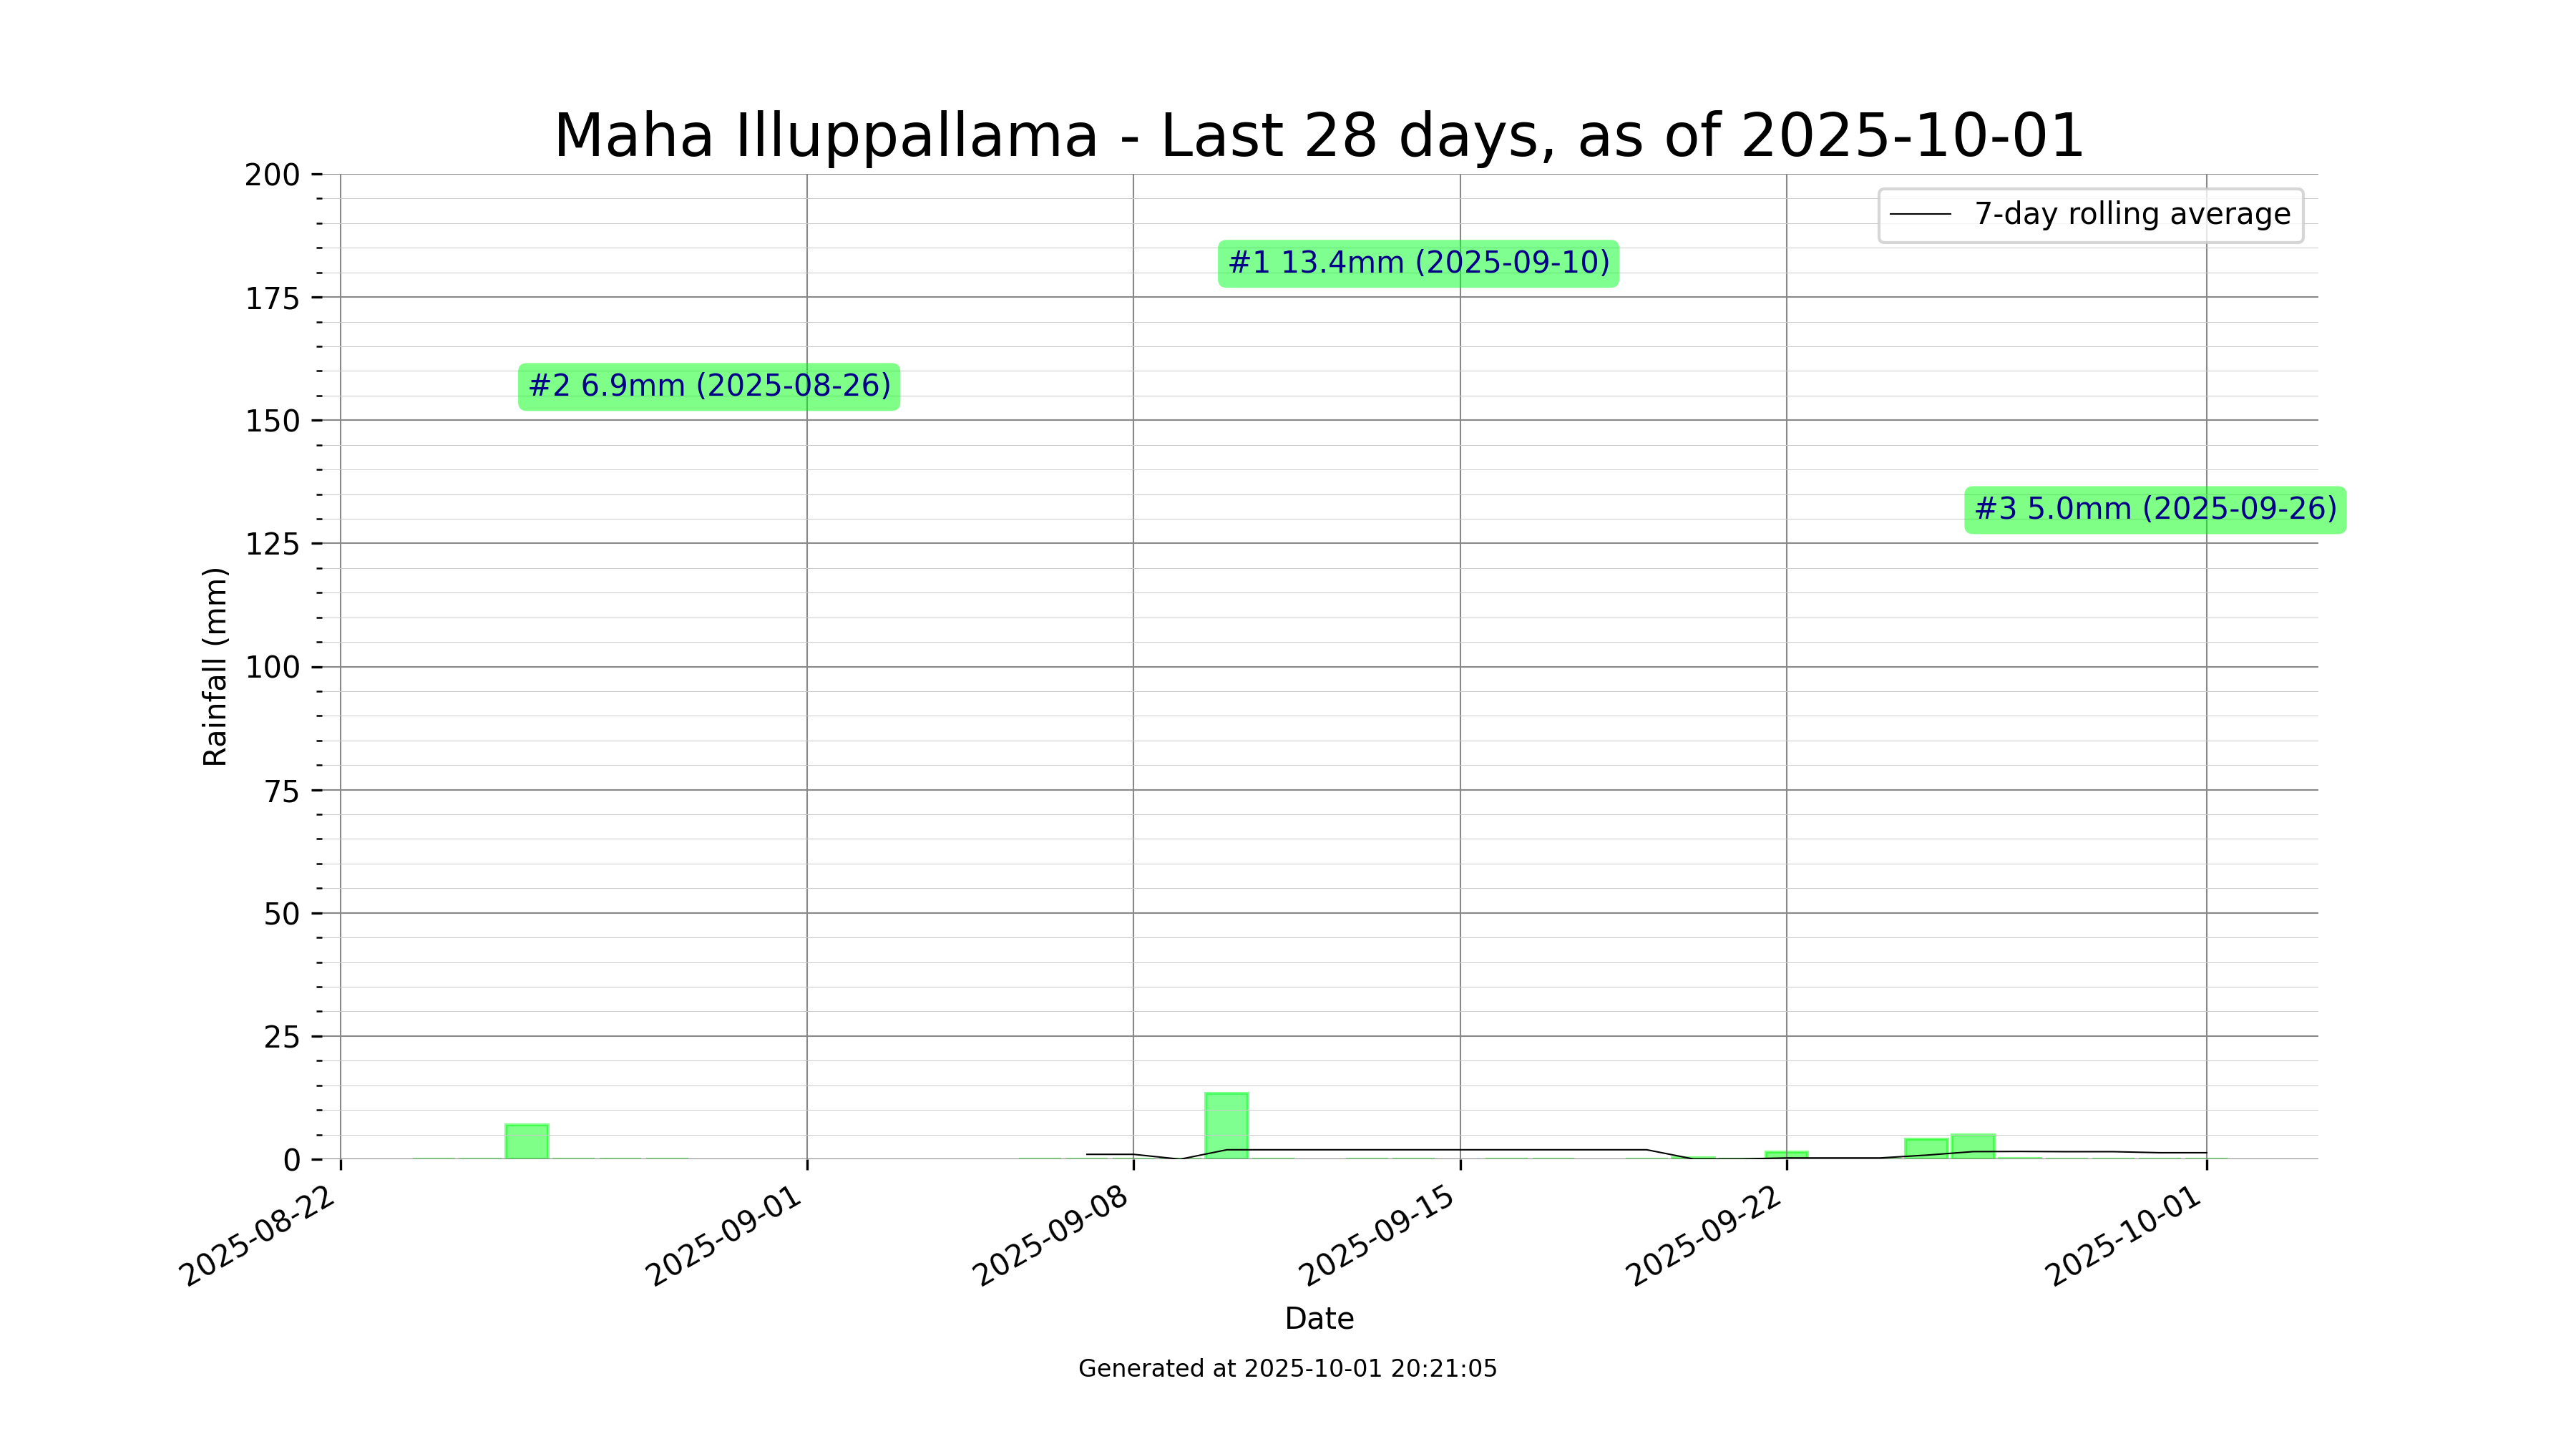 Maha Illuppallama - Last 28 days, as of 2025-10-01
200
175
150
125
100
75
50
25
0
Rainfall (mm)
7-day rolling average
#1 13.4mm (2025-09-10)
#2 6.9mm (2025-08-26)
#3 5.0mm (2025-09-26)
2025-08-22
2025-09-01
2025-09-08
2025-09-15
2025-09-22
2025-10-01
Date
Generated at 2025-10-01 20:21:05